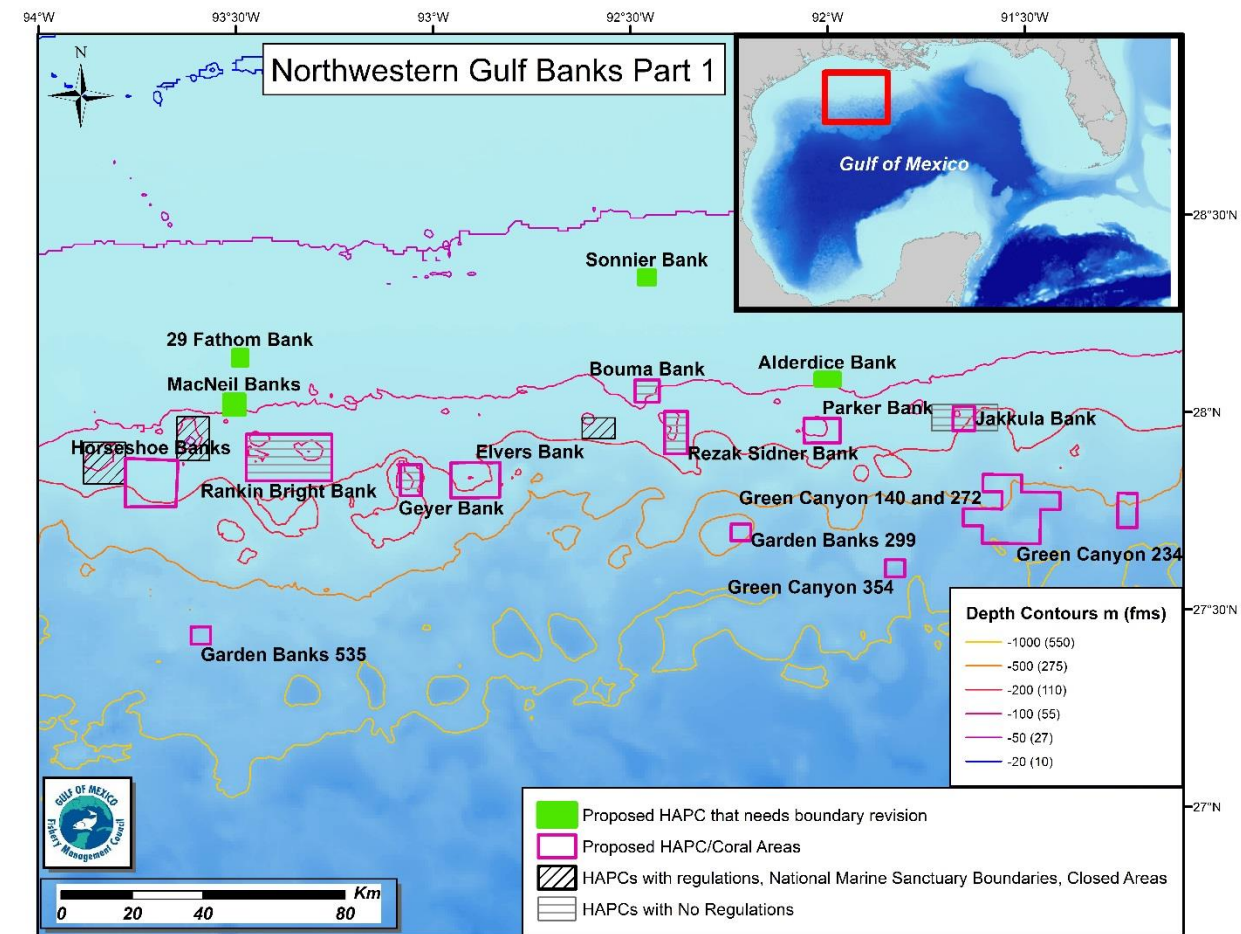 94°W 93°30'W 93°W 92°30'W 92°W 91°30'W
N
Northwestern Gulf Banks Part 1
Gulf of Mexico
28°30'N
Sonnier Bank
29 Fathom Bank
MacNeil Banks
Bouma Bank
Alderdice Bank
28°N
Parker Bank
Jakkula Bank
Horseshoe Banks
Elvers Bank
Rezak Sidner Bank
Rankin Bright Bank
Geyer Bank
Green Canyon 140 and 272
Garden Banks 299
Green Canyon 234
Green Canyon 354
27°30'N
Garden Banks 535
Depth Contours m (fms)
-1000 (550)
-500 (275)
-200 (110)
-100 (55)
-50 (27)
-20 (10)
27°N
GULF OF MEXICO
Fishery Management Council
Proposed HAPC that needs boundary revision
Proposed HAPC/Coral Areas
HAPCs with regulations, National Marine Sanctuary Boundaries, Closed Areas
HAPCs with No Regulations
Km
0 20 40 80